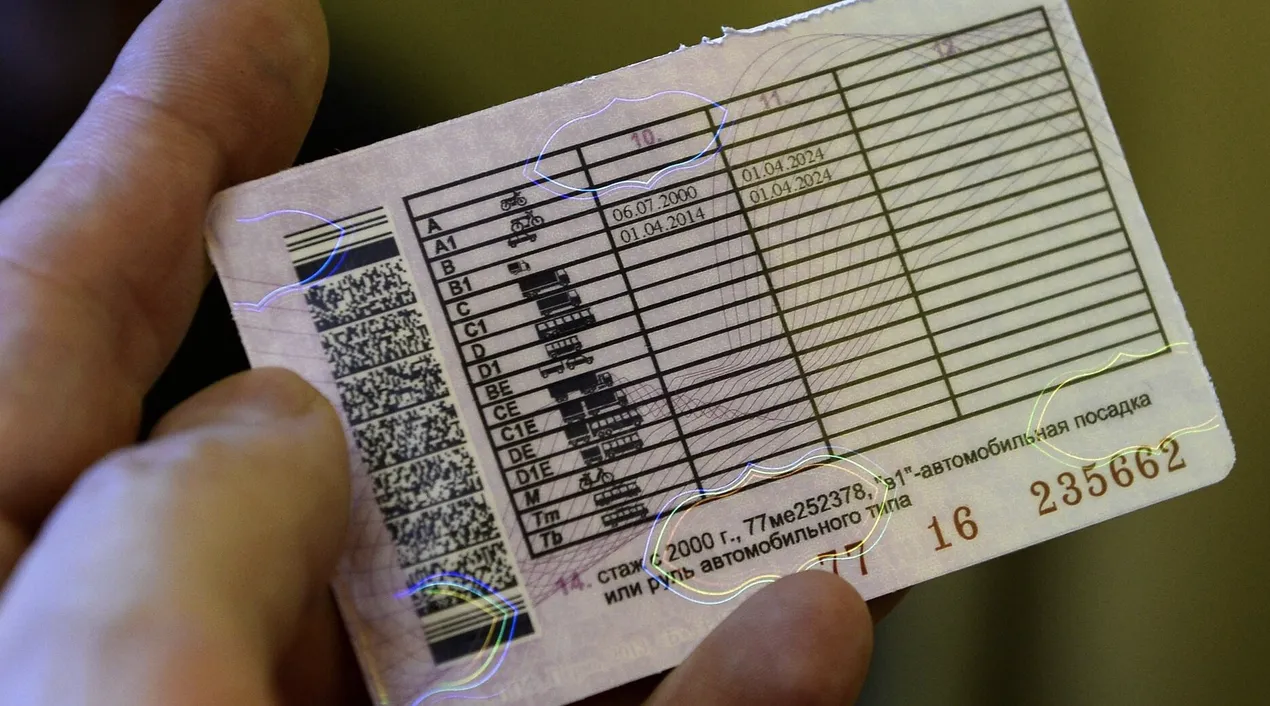 10. 11. 12.
A
A1
B 06.07.2000 01.04.2024
B1 01.04.2014 01.04.2024
C
C1
D
D1
BE
CE
C1E
DE
D1E
M
Tm
Tb
14. стаж с 2000 г., 77ме252378, "в1"-автомобильная посадка
или руль автомобильного типа
77 16 235662